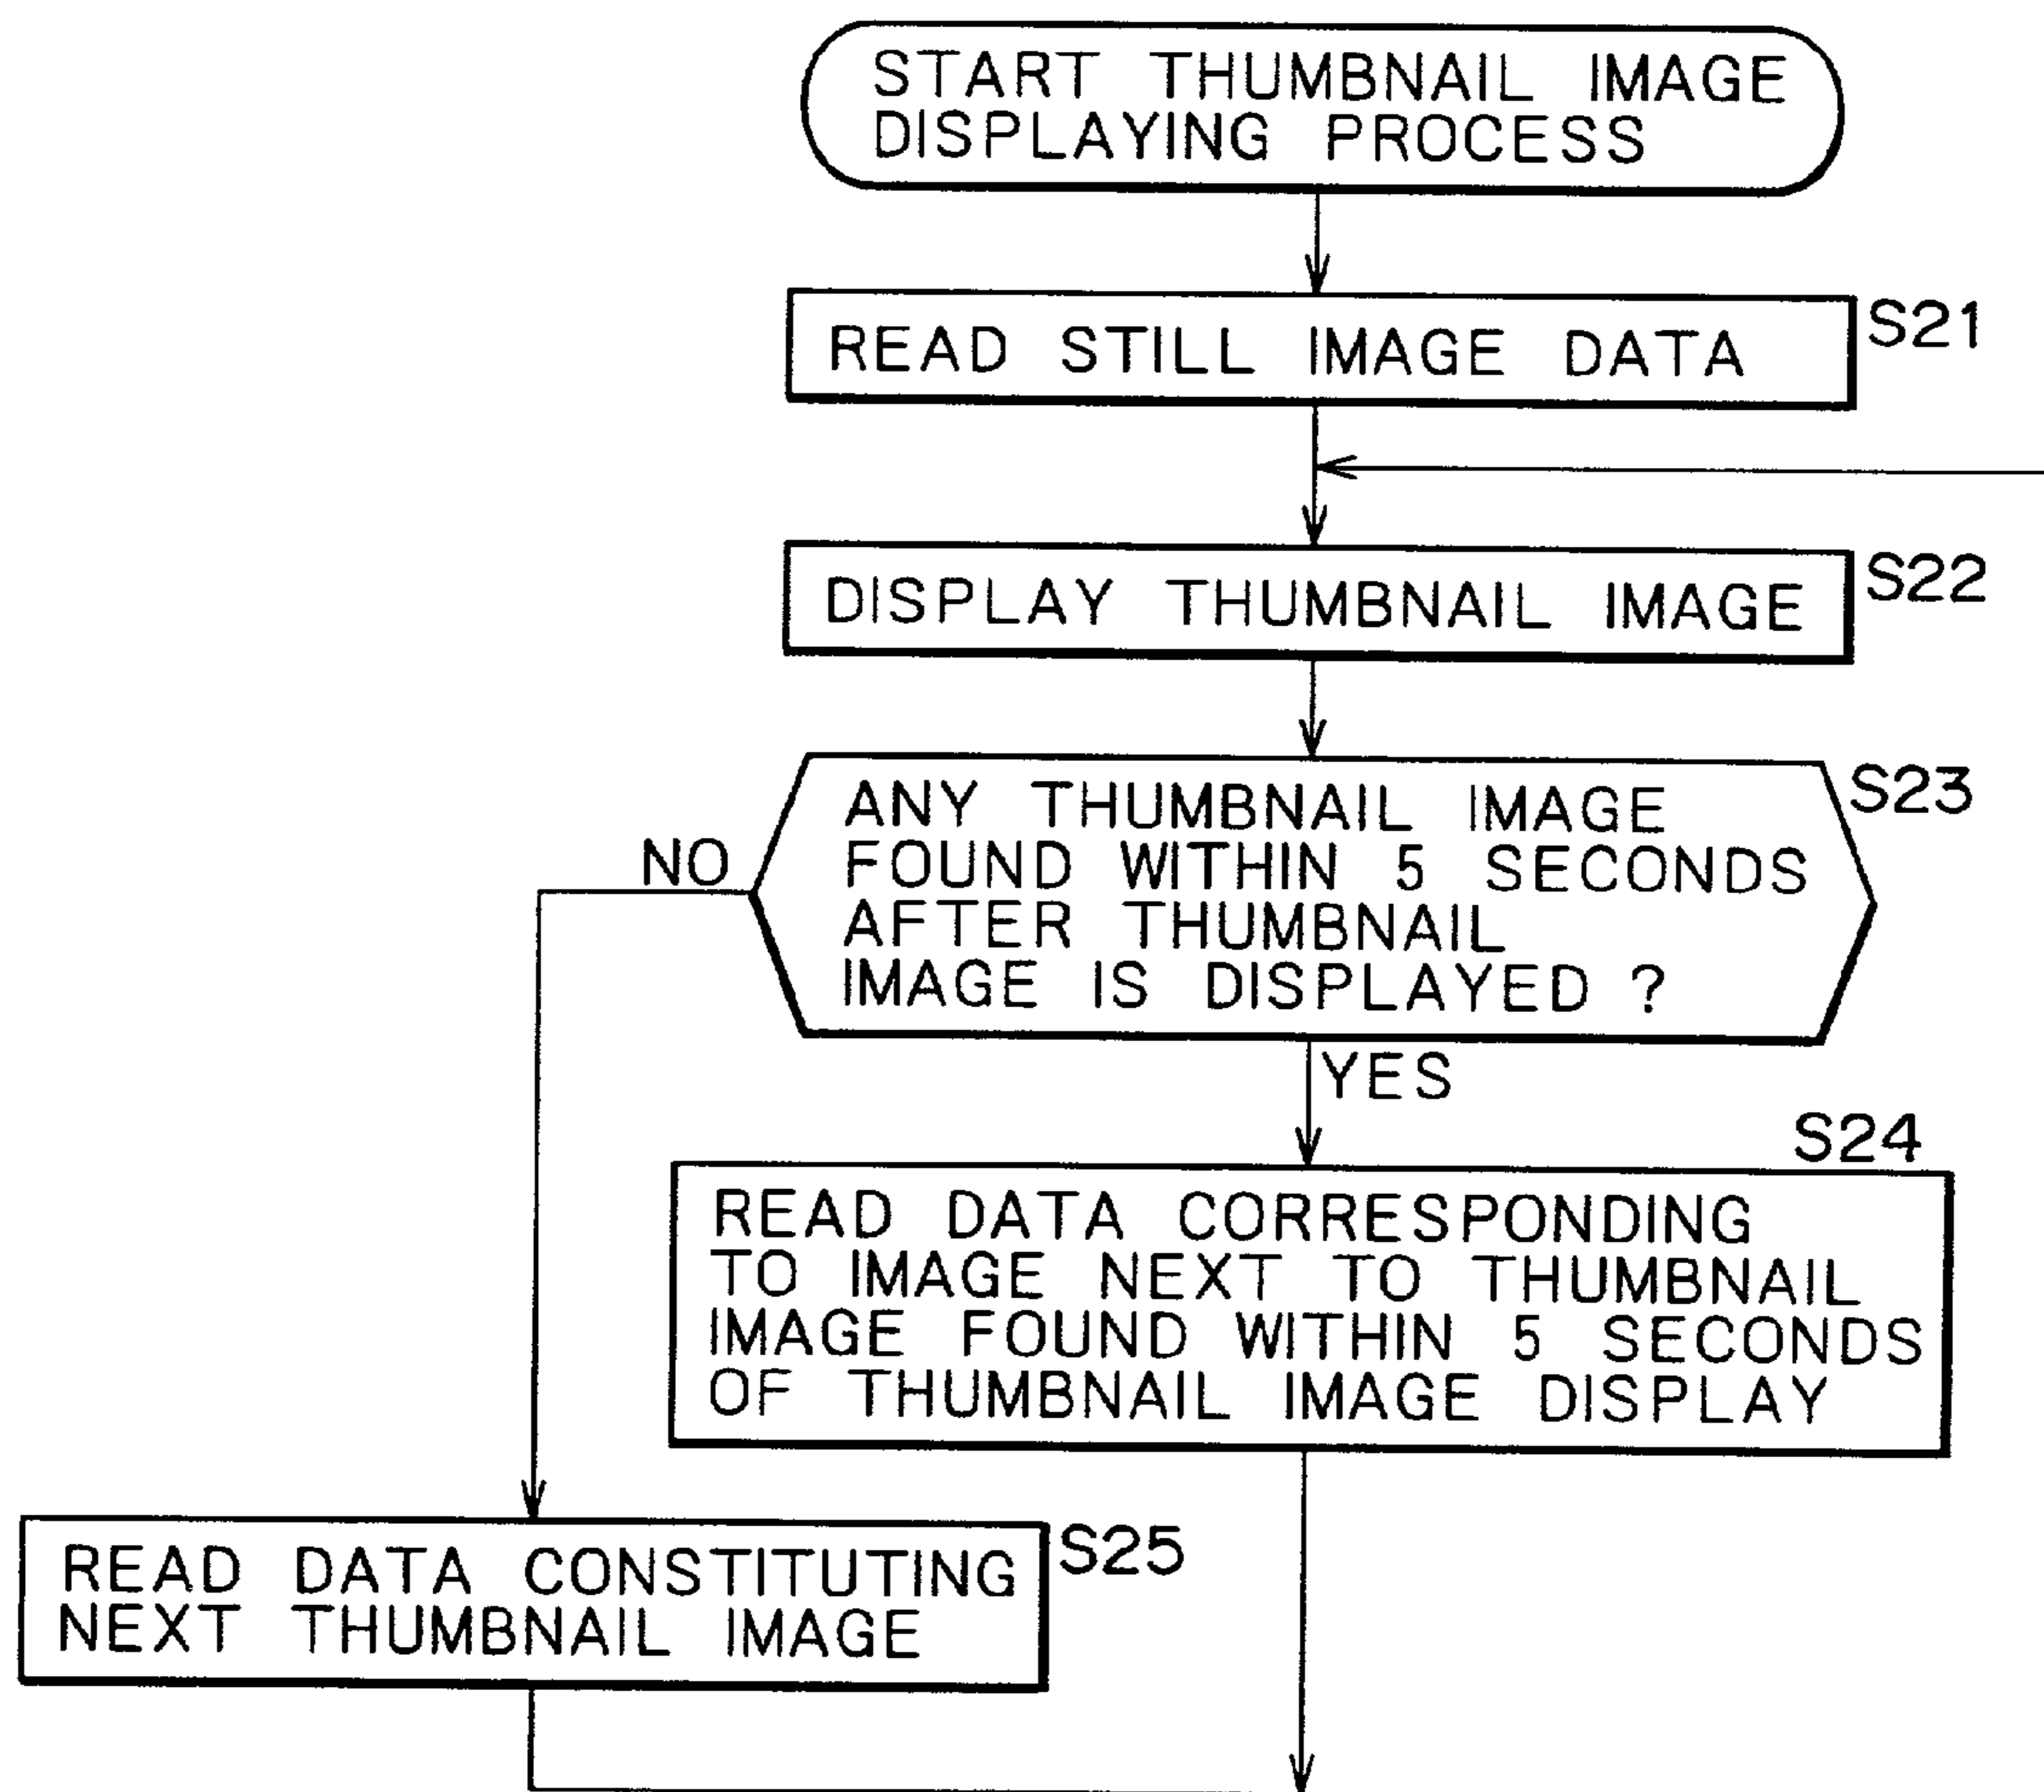 START THUMBNAIL IMAGE
DISPLAYING PROCESS
READ STILL IMAGE DATA
S21
DISPLAY THUMBNAIL IMAGE
S22
ANY THUMBNAIL IMAGE
FOUND WITHIN 5 SECONDS
AFTER THUMBNAIL
IMAGE IS DISPLAYED ?
S23
NO
YES
S24
READ DATA CORRESPONDING
TO IMAGE NEXT TO THUMBNAIL
IMAGE FOUND WITHIN 5 SECONDS
OF THUMBNAIL IMAGE DISPLAY
READ DATA CONSTITUTING
NEXT THUMBNAIL IMAGE
S25